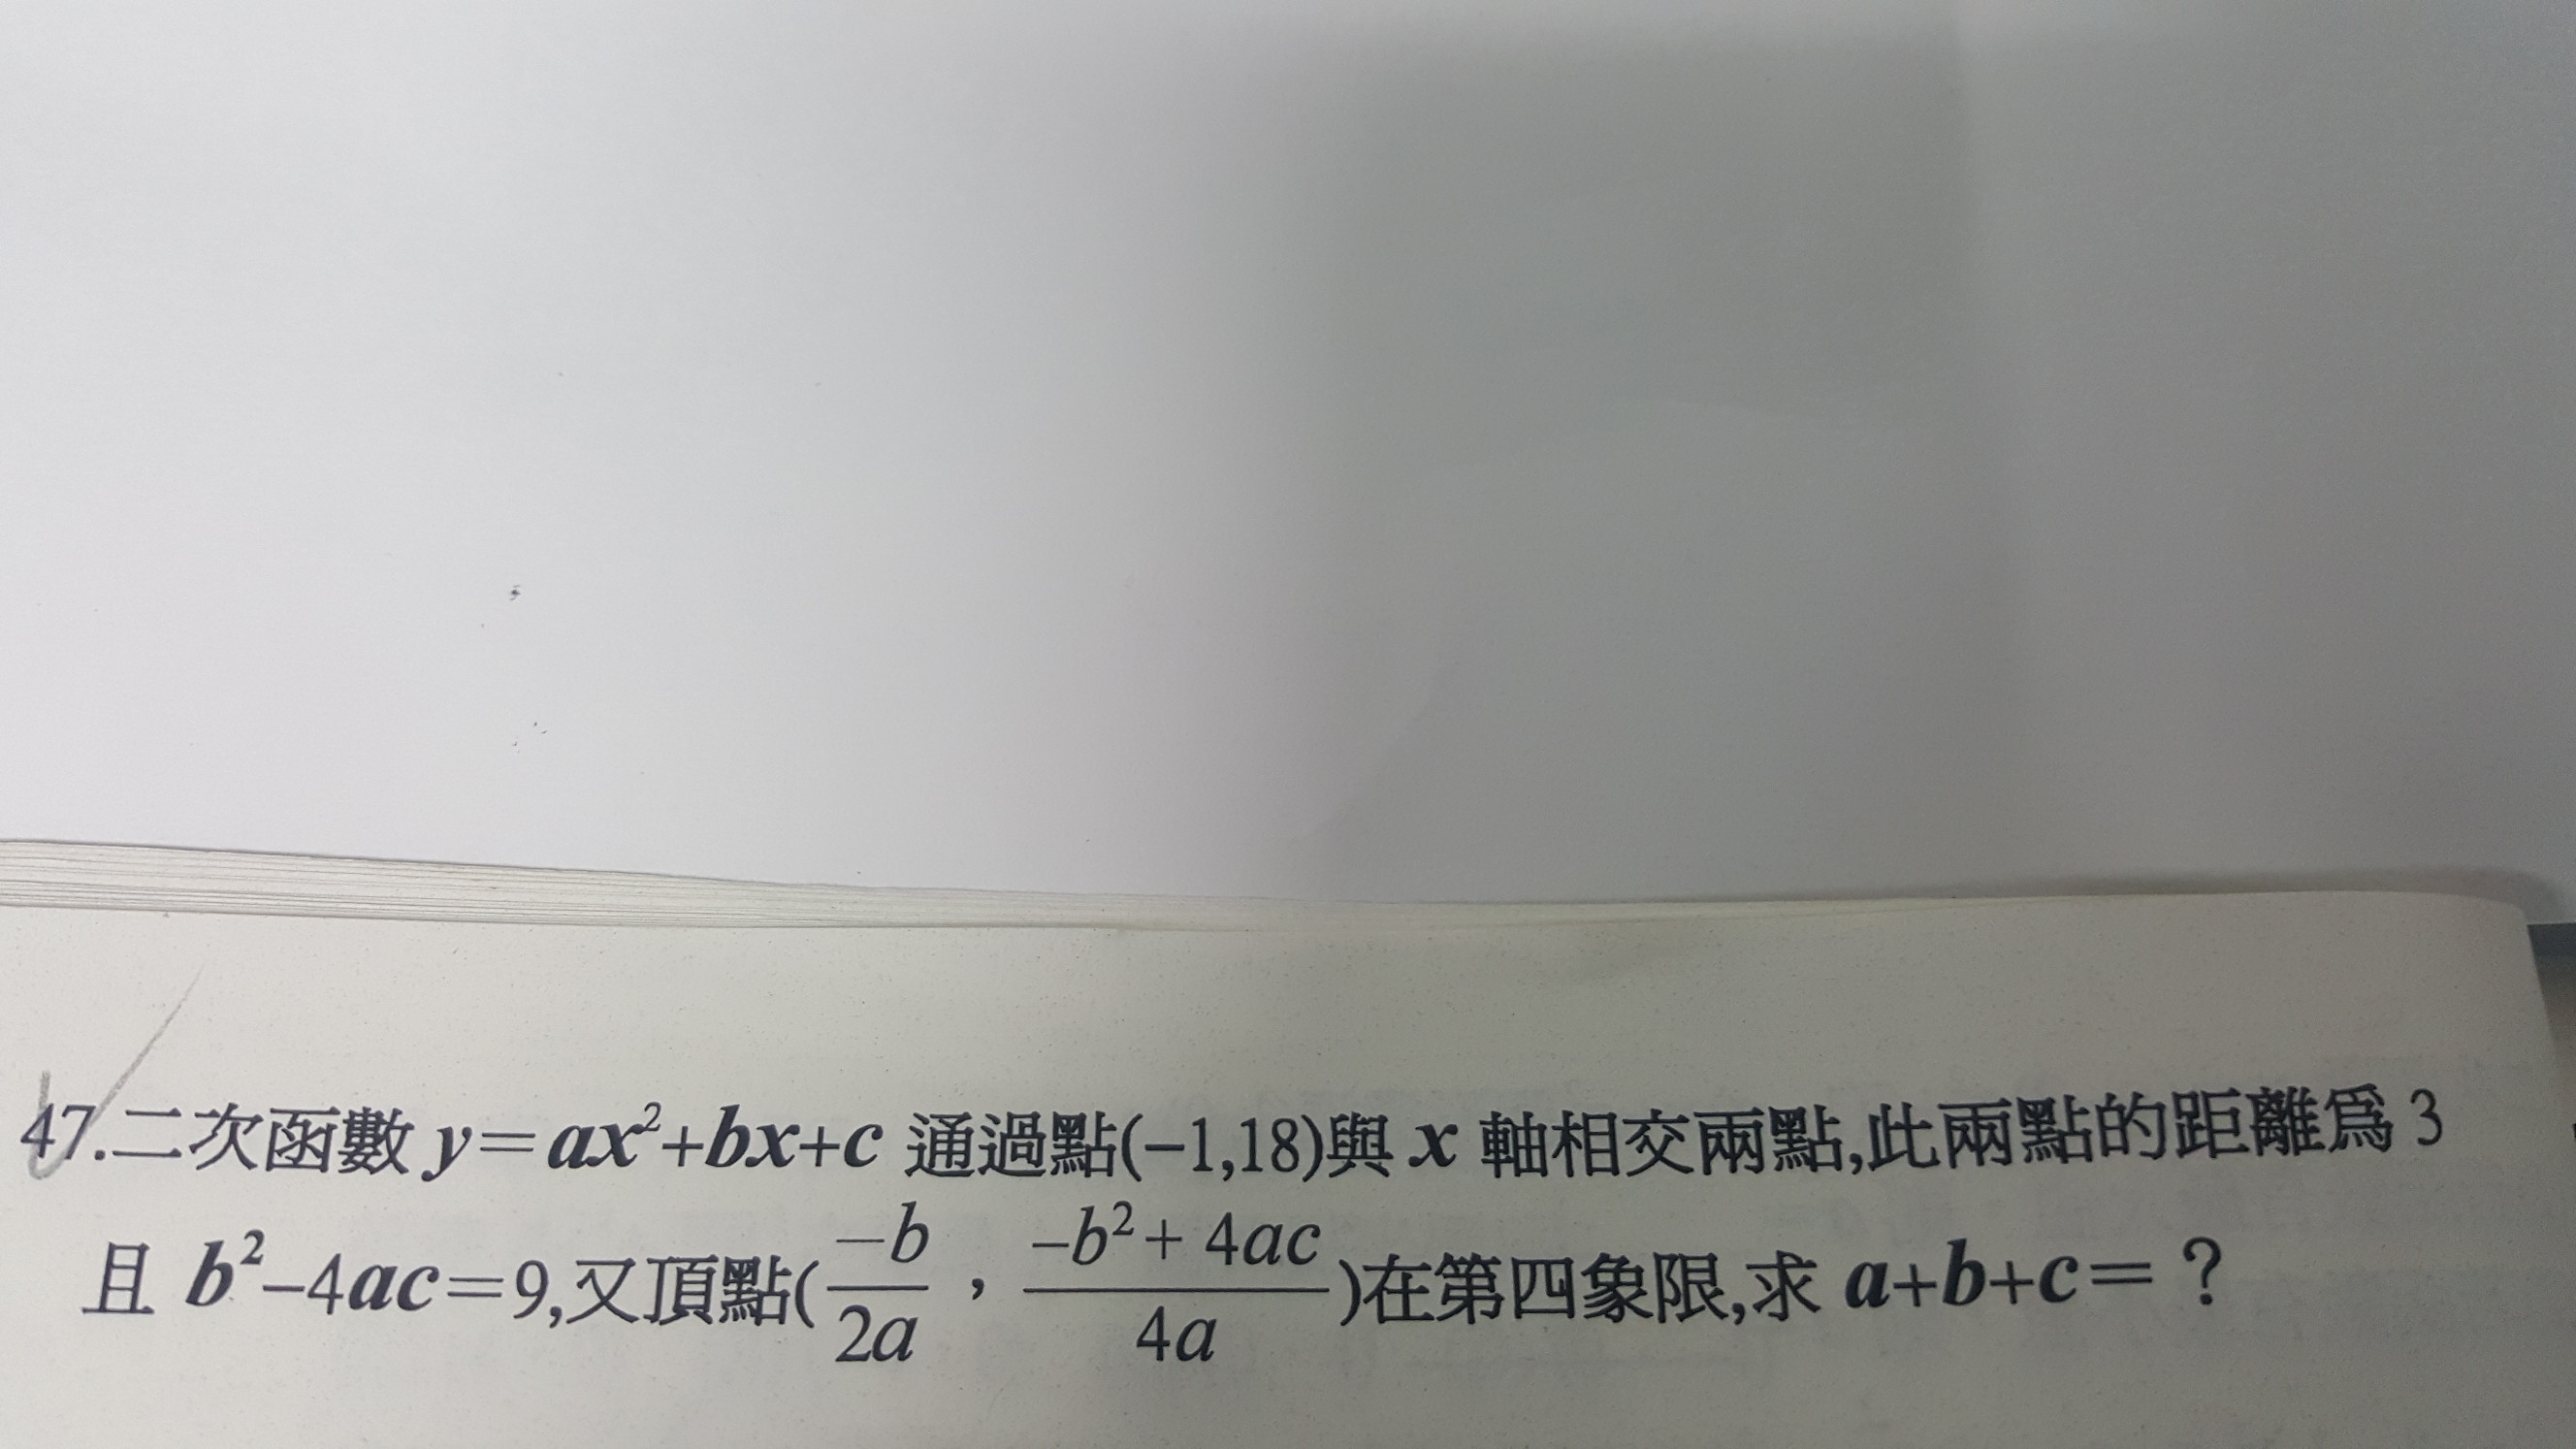 47.二次函數 y=ax²+bx+c 通過點(−1,18)與 x 軸相交兩點,此兩點的距離爲 3
且 b²−4ac=9,又頂點(−b/2a , −b²+4ac/4a)在第四象限,求 a+b+c=？